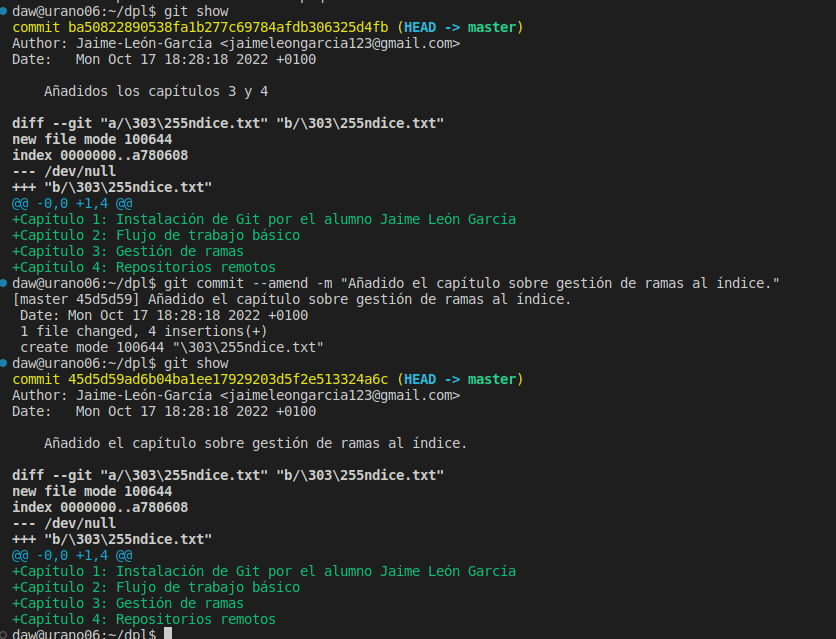 daw@urano06:~/dpl$ git show
commit ba50822890538fa1b277c69784afdb306325d4fb (HEAD -> master)
Author: Jaime-León-García <jaimeleongarcia123@gmail.com>
Date:   Mon Oct 17 18:28:18 2022 +0100
    Añadidos los capítulos 3 y 4
diff --git "a/\303\255ndice.txt" "b/\303\255ndice.txt"
new file mode 100644
index 0000000..a780608
--- /dev/null
+++ "b/\303\255ndice.txt"
@@ -0,0 +1,4 @@
+Capítulo 1: Instalación de Git por el alumno Jaime León García
+Capítulo 2: Flujo de trabajo básico
+Capítulo 3: Gestión de ramas
+Capítulo 4: Repositorios remotos
daw@urano06:~/dpl$ git commit --amend -m "Añadido el capítulo sobre gestión de ramas al índice."
[master 45d5d59] Añadido el capítulo sobre gestión de ramas al índice.
 Date: Mon Oct 17 18:28:18 2022 +0100
 1 file changed, 4 insertions(+)
 create mode 100644 "\303\255ndice.txt"
daw@urano06:~/dpl$ git show
commit 45d5d59ad6b04ba1ee17929203d5f2e513324a6c (HEAD -> master)
Author: Jaime-León-García <jaimeleongarcia123@gmail.com>
Date:   Mon Oct 17 18:28:18 2022 +0100
    Añadido el capítulo sobre gestión de ramas al índice.
diff --git "a/\303\255ndice.txt" "b/\303\255ndice.txt"
new file mode 100644
index 0000000..a780608
--- /dev/null
+++ "b/\303\255ndice.txt"
@@ -0,0 +1,4 @@
+Capítulo 1: Instalación de Git por el alumno Jaime León García
+Capítulo 2: Flujo de trabajo básico
+Capítulo 3: Gestión de ramas
+Capítulo 4: Repositorios remotos
daw@urano06:~/dpl$